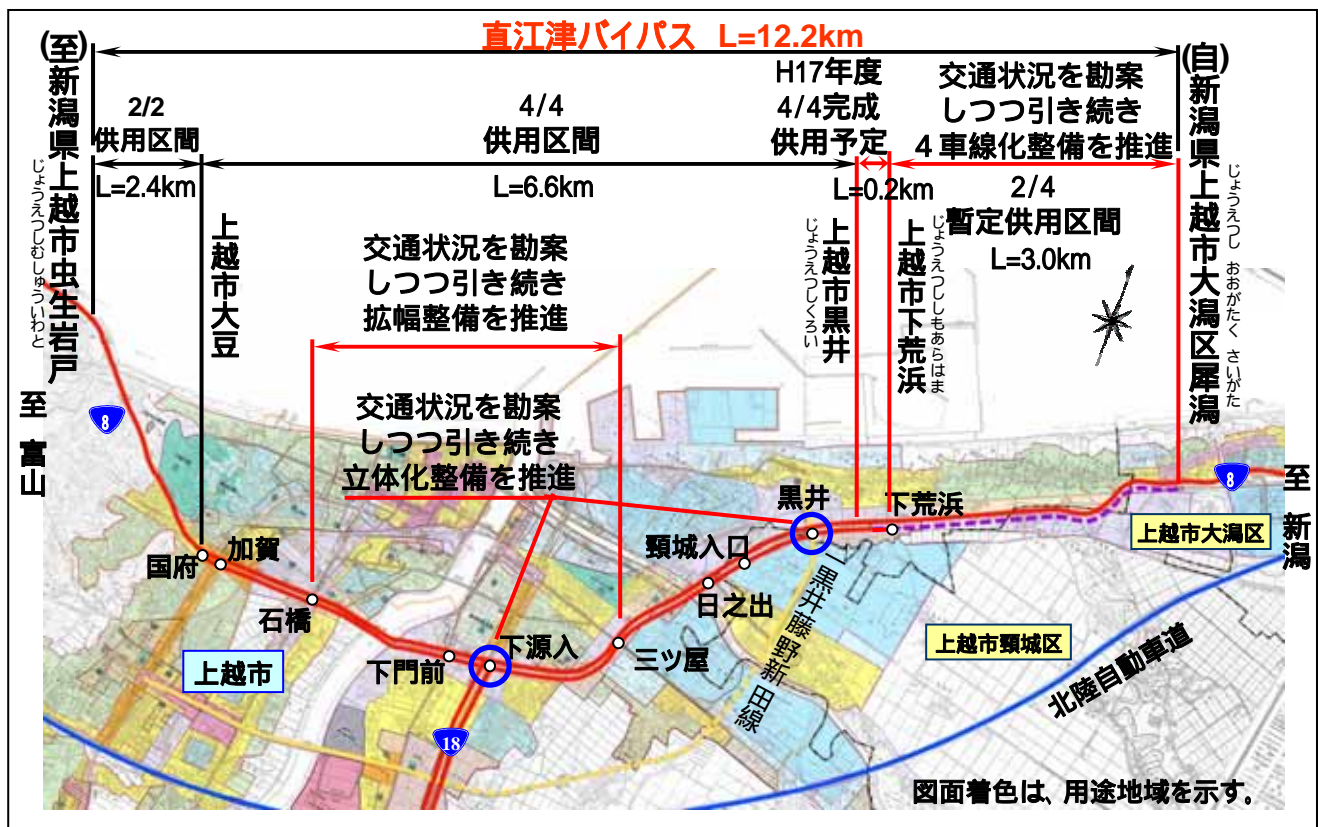 直江津バイパス L=12.2km
(至)新潟県上越市虫生岩戸
じょうえつしむしゅういわと
至 富山
2/2
供用区間
L=2.4km
4/4
供用区間
L=6.6km
H17年度
4/4完成
供用予定
L=0.2km
交通状況を勘案
しつつ引き続き
4車線化整備を推進
2/4
暫定供用区間
L=3.0km
(自)新潟県上越市大潟区犀潟
じょうえつし おおがたく さいがた
至 新潟
上越市大豆
交通状況を勘案
しつつ引き続き
拡幅整備を推進
上越市黒井
じょうえつしくろい
上越市下荒浜
じょうえつししもあらはま
交通状況を勘案
しつつ引き続き
立体化整備を推進
8
8
黒井
下荒浜
上越市大潟区
頸城入口
国府
加賀
日之出
石橋
(一)黒井藤野新田線
下源入
三ツ屋
下門前
上越市頸城区
上越市
北陸自動車道
18
図面着色は、用途地域を示す。